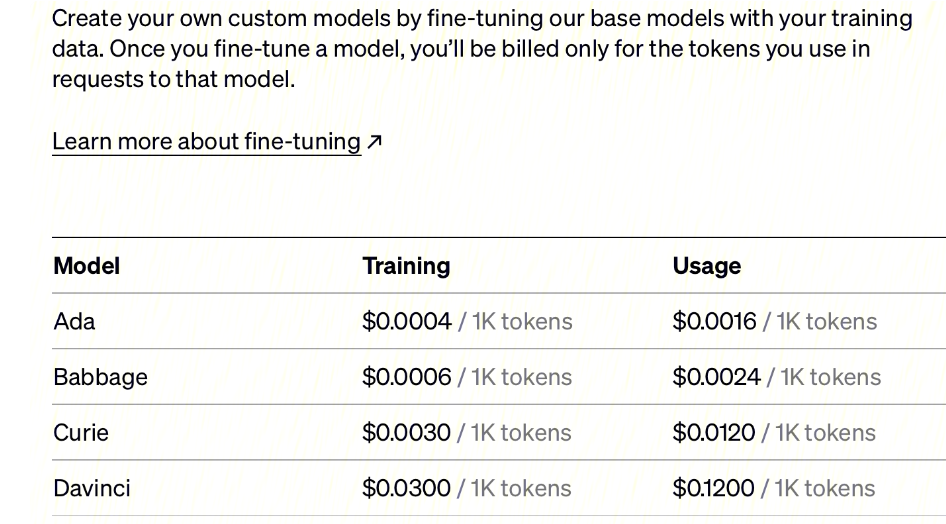 Create your own custom models by fine-tuning our base models with your training
data. Once you fine-tune a model, you’ll be billed only for the tokens you use in
requests to that model.
Learn more about fine-tuning ↗
Model Training Usage
Ada $0.0004 / 1K tokens $0.0016 / 1K tokens
Babbage $0.0006 / 1K tokens $0.0024 / 1K tokens
Curie $0.0030 / 1K tokens $0.0120 / 1K tokens
Davinci $0.0300 / 1K tokens $0.1200 / 1K tokens